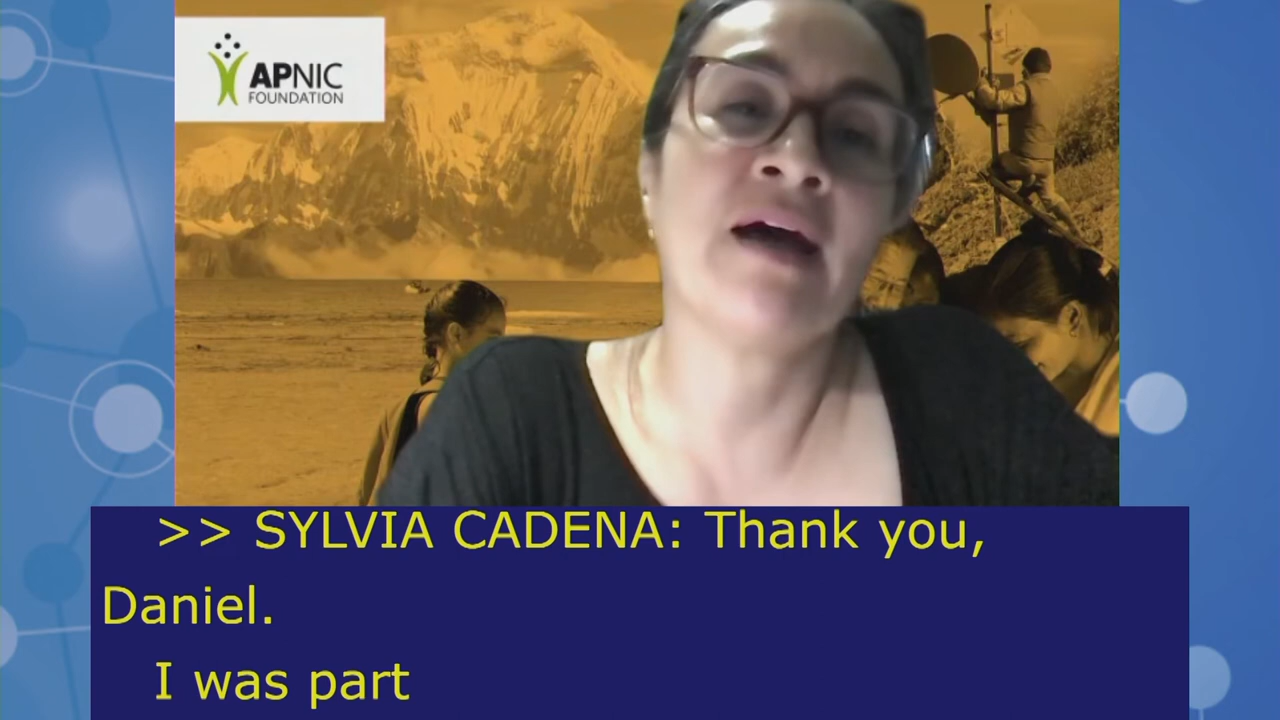 APNIC
FOUNDATION
>> SYLVIA CADENA: Thank you,
Daniel.
I was part